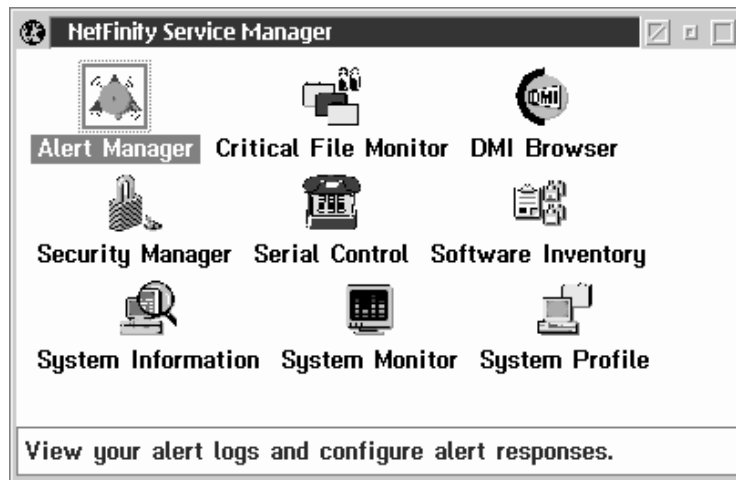 NetFinity Service Manager
Alert Manager Critical File Monitor DMI Browser
DMI
Security Manager Serial Control Software Inventory
System Information System Monitor System Profile
View your alert logs and configure alert responses.